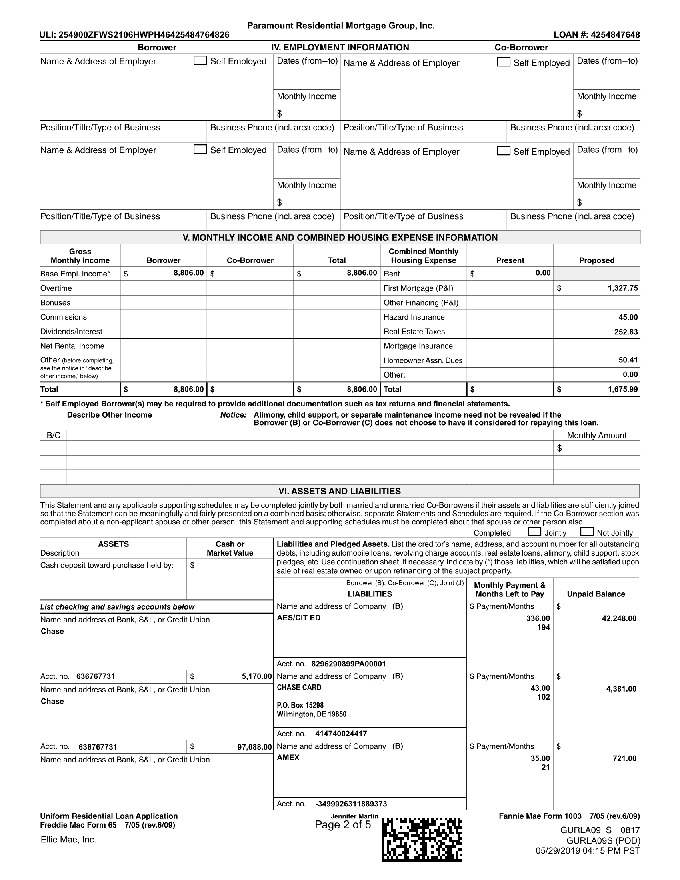 Paramount Residential Mortgage Group, Inc.
ULI: 254900ZFWS2106HWPH46425484764826 LOAN #: 4254847648
Borrower IV. EMPLOYMENT INFORMATION Co-Borrower
Name & Address of Employer Self Employed Dates (from–to) Name & Address of Employer Self Employed Dates (from–to)
Monthly Income Monthly Income
$ $
Position/Title/Type of Business Business Phone (incl. area code) Position/Title/Type of Business Business Phone (incl. area code)
Name & Address of Employer Self Employed Dates (from–to) Name & Address of Employer Self Employed Dates (from–to)
Monthly Income Monthly Income
$ $
Position/Title/Type of Business Business Phone (incl. area code) Position/Title/Type of Business Business Phone (incl. area code)
V. MONTHLY INCOME AND COMBINED HOUSING EXPENSE INFORMATION
Gross Combined Monthly
Monthly Income Borrower Co-Borrower Total Housing Expense Present Proposed
Base Empl. Income* $ 8,806.00 $ $ 8,806.00 Rent $ 0.00
Overtime First Mortgage (P&I) $ 1,327.75
Bonuses Other Financing (P&I)
Commissions Hazard Insurance 45.00
Dividends/Interest Real Estate Taxes 252.83
Net Rental Income Mortgage Insurance
Other (before completing, Homeowner Assn. Dues 50.41
see the notice in "describe
other income," below) Other: 0.00
Total $ 8,806.00 $ $ 8,806.00 Total $ $ 1,675.99
* Self Employed Borrower(s) may be required to provide additional documentation such as tax returns and financial statements.
Describe Other Income Notice: Alimony, child support, or separate maintenance income need not be revealed if the
Borrower (B) or Co-Borrower (C) does not choose to have it considered for repaying this loan.
B/C Monthly Amount
$
VI. ASSETS AND LIABILITIES
This Statement and any applicable supporting schedules may be completed jointly by both married and unmarried Co-Borrowers if their assets and liabilities are sufficiently joined
so that the Statement can be meaningfully and fairly presented on a combined basis; otherwise, separate Statements and Schedules are required. If the Co-Borrower section was
completed about a non-applicant spouse or other person, this Statement and supporting schedules must be completed about that spouse or other person also.
Completed Jointly Not Jointly
ASSETS Cash or Liabilities and Pledged Assets. List the creditor's name, address, and account number for all outstanding
Description Market Value debts, including automobile loans, revolving charge accounts, real estate loans, alimony, child support, stock
Cash deposit toward purchase held by: $ pledges, etc. Use continuation sheet, if necessary. Indicate by (*) those liabilities, which will be satisfied upon
sale of real estate owned or upon refinancing of the subject property.
Borrower (B), Co-Borrower (C), Joint (J) Monthly Payment &
LIABILITIES Months Left to Pay Unpaid Balance
List checking and savings accounts below Name and address of Company (B) $ Payment/Months $
Name and address of Bank, S&L, or Credit Union AES/CIT ED 336.00 42,248.00
194
Chase
Acct. no. 8296290899PA00001
Acct. no. 636767731 $ 5,170.00 Name and address of Company (B) $ Payment/Months $
Name and address of Bank, S&L, or Credit Union CHASE CARD 43.00 4,381.00
102
Chase
P.O. Box 15298
Wilmington, DE 19850
Acct. no. 414740024417
Acct. no. 636767731 $ 97,088.00 Name and address of Company (B) $ Payment/Months $
Name and address of Bank, S&L, or Credit Union AMEX 35.00 721.00
21
Acct. no. -3499926311889373
Uniform Residential Loan Application Jennifer Martin Fannie Mae Form 1003 7/05 (rev.6/09)
Freddie Mac Form 65 7/05 (rev.6/09) Page 2 of 5
GURLA09_S 0817
Ellie Mae, Inc. GURLA09S (POD)
05/29/2019 04:15 PM PST